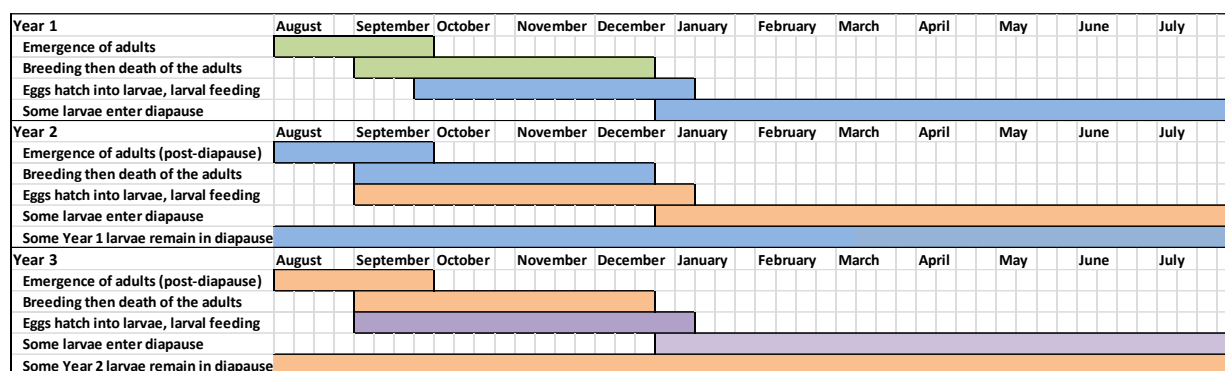 Year 1 August September October November December January February March April May June July
Emergence of adults
Breeding then death of the adults
Eggs hatch into larvae, larval feeding
Some larvae enter diapause
Year 2 August September October November December January February March April May June July
Emergence of adults (post-diapause)
Breeding then death of the adults
Eggs hatch into larvae, larval feeding
Some larvae enter diapause
Some Year 1 larvae remain in diapause
Year 3 August September October November December January February March April May June July
Emergence of adults (post-diapause)
Breeding then death of the adults
Eggs hatch into larvae, larval feeding
Some larvae enter diapause
Some Year 2 larvae remain in diapause